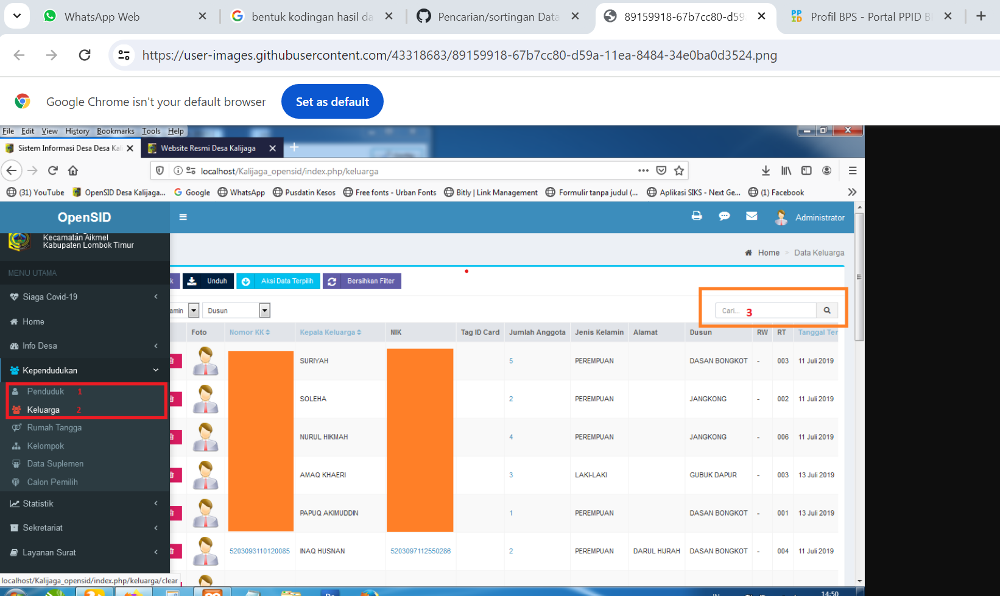 WhatsApp Web
bentuk kodingan hasil da
Pencarian/sortingan Data
89159918-67b7cc80-d59
Profil BPS - Portal PPID B
https://user-images.githubusercontent.com/43318683/89159918-67b7cc80-d59a-11ea-8484-34e0ba0d3524.png
Google Chrome isn't your default browser
Set as default
File Edit View History Bookmarks Tools Help
Sistem Informasi Desa Desa Kali
Website Resmi Desa Kalijaga
localhost/Kalijaga_opensid/index.php/keluarga
(31) YouTube OpenSID Desa Kalijaga... Google WhatsApp Pusdatin Kesos Free fonts - Urban Fonts Bitly | Link Management Formulir tanpa judul (... Aplikasi SIKS - Next Ge... (1) Facebook
OpenSID
Administrator
Kecamatan Aikmel
Kabupaten Lombok Timur
Home > Data Keluarga
MENU UTAMA
k Unduh Aksi Data Terpilih Bersihkan Filter
Siaga Covid-19
amin Dusun Cari... 3
Home
Info Desa
Kependudukan
Penduduk 1
Keluarga 2
Rumah Tangga
Kelompok
Data Suplemen
Calon Pemilih
Statistik
Sekretariat
Layanan Surat
Foto Nomor KK Kepala Keluarga NIK Tag ID Card Jumlah Anggota Jenis Kelamin Alamat Dusun RW RT Tanggal Ter
SURIYAH 5 PEREMPUAN DASAN BONGKOT - 003 11 Juli 2019
SOLEHA 2 PEREMPUAN JANGKONG - 002 11 Juli 2019
NURUL HIKMAH 4 PEREMPUAN JANGKONG - 006 11 Juli 2019
AMAQ KHAERI 3 LAKI-LAKI GUBUK DAPUR - 003 13 Juli 2019
PAPUQ AKIMUDDIN 1 PEREMPUAN DASAN BONGKOT - 001 13 Juli 2019
5203093110120085 INAQ HUSNAN 5203097112550286 2 PEREMPUAN DARUL HIJRAH DASAN BONGKOT - 004 11 Juli 2019
localhost/Kalijaga_opensid/index.php/keluarga/clear
14:50